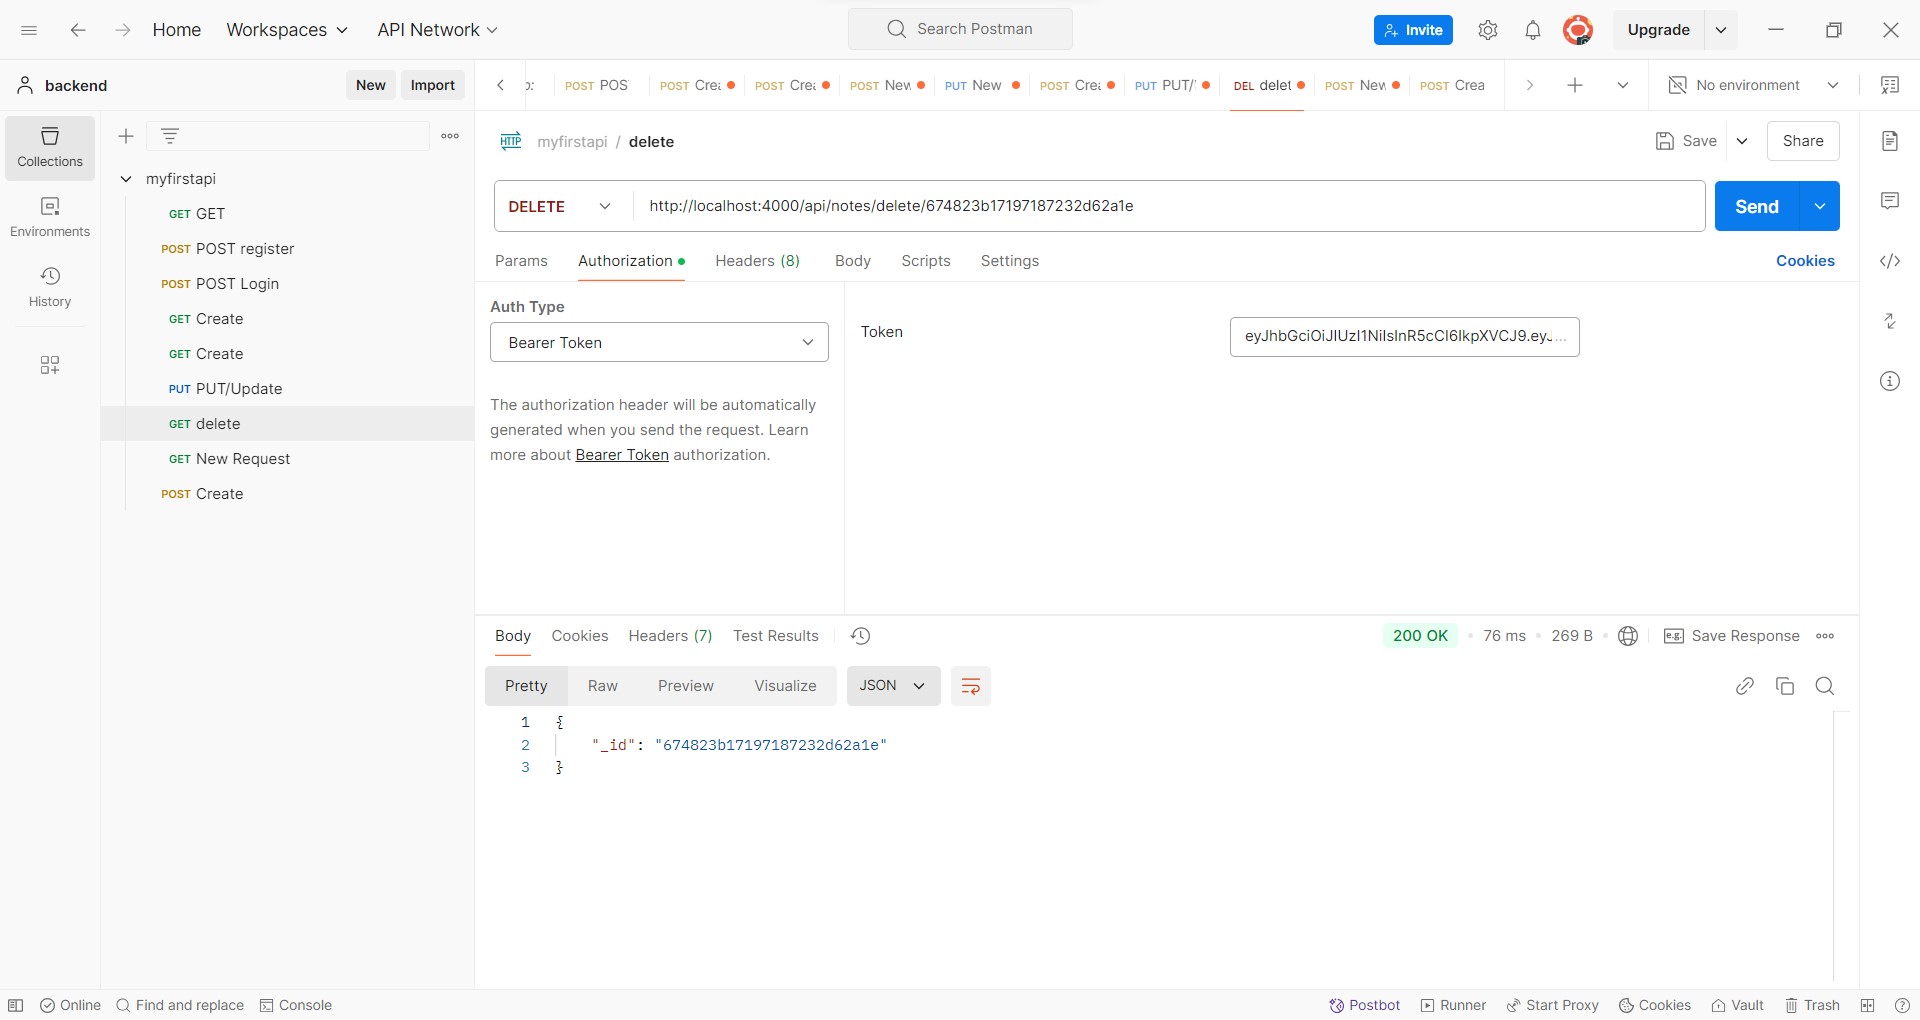 Home Workspaces API Network Search Postman Invite Upgrade
backend New Import
POST POS POST Crea POST Crea POST New PUT New POST Crea PUT PUT/ DEL delet POST New POST Crea No environment
Collections
Environments
History
myfirstapi
GET GET
POST POST register
POST POST Login
GET Create
GET Create
PUT PUT/Update
GET delete
GET New Request
POST Create
HTTP myfirstapi / delete Save Share
DELETE http://localhost:4000/api/notes/delete/674823b17197187232d62a1e Send
Params Authorization Headers (8) Body Scripts Settings Cookies
Auth Type
Bearer Token
Token eyJhbGciOiJIUzI1NiIsInR5cCI6IkpXVCJ9.eyJ...
The authorization header will be automatically
generated when you send the request. Learn
more about Bearer Token authorization.
Body Cookies Headers (7) Test Results 200 OK 76 ms 269 B e.g. Save Response
Pretty Raw Preview Visualize JSON
1 {
2 "_id": "674823b17197187232d62a1e"
3 }
Online Find and replace Console Postbot Runner Start Proxy Cookies Vault Trash